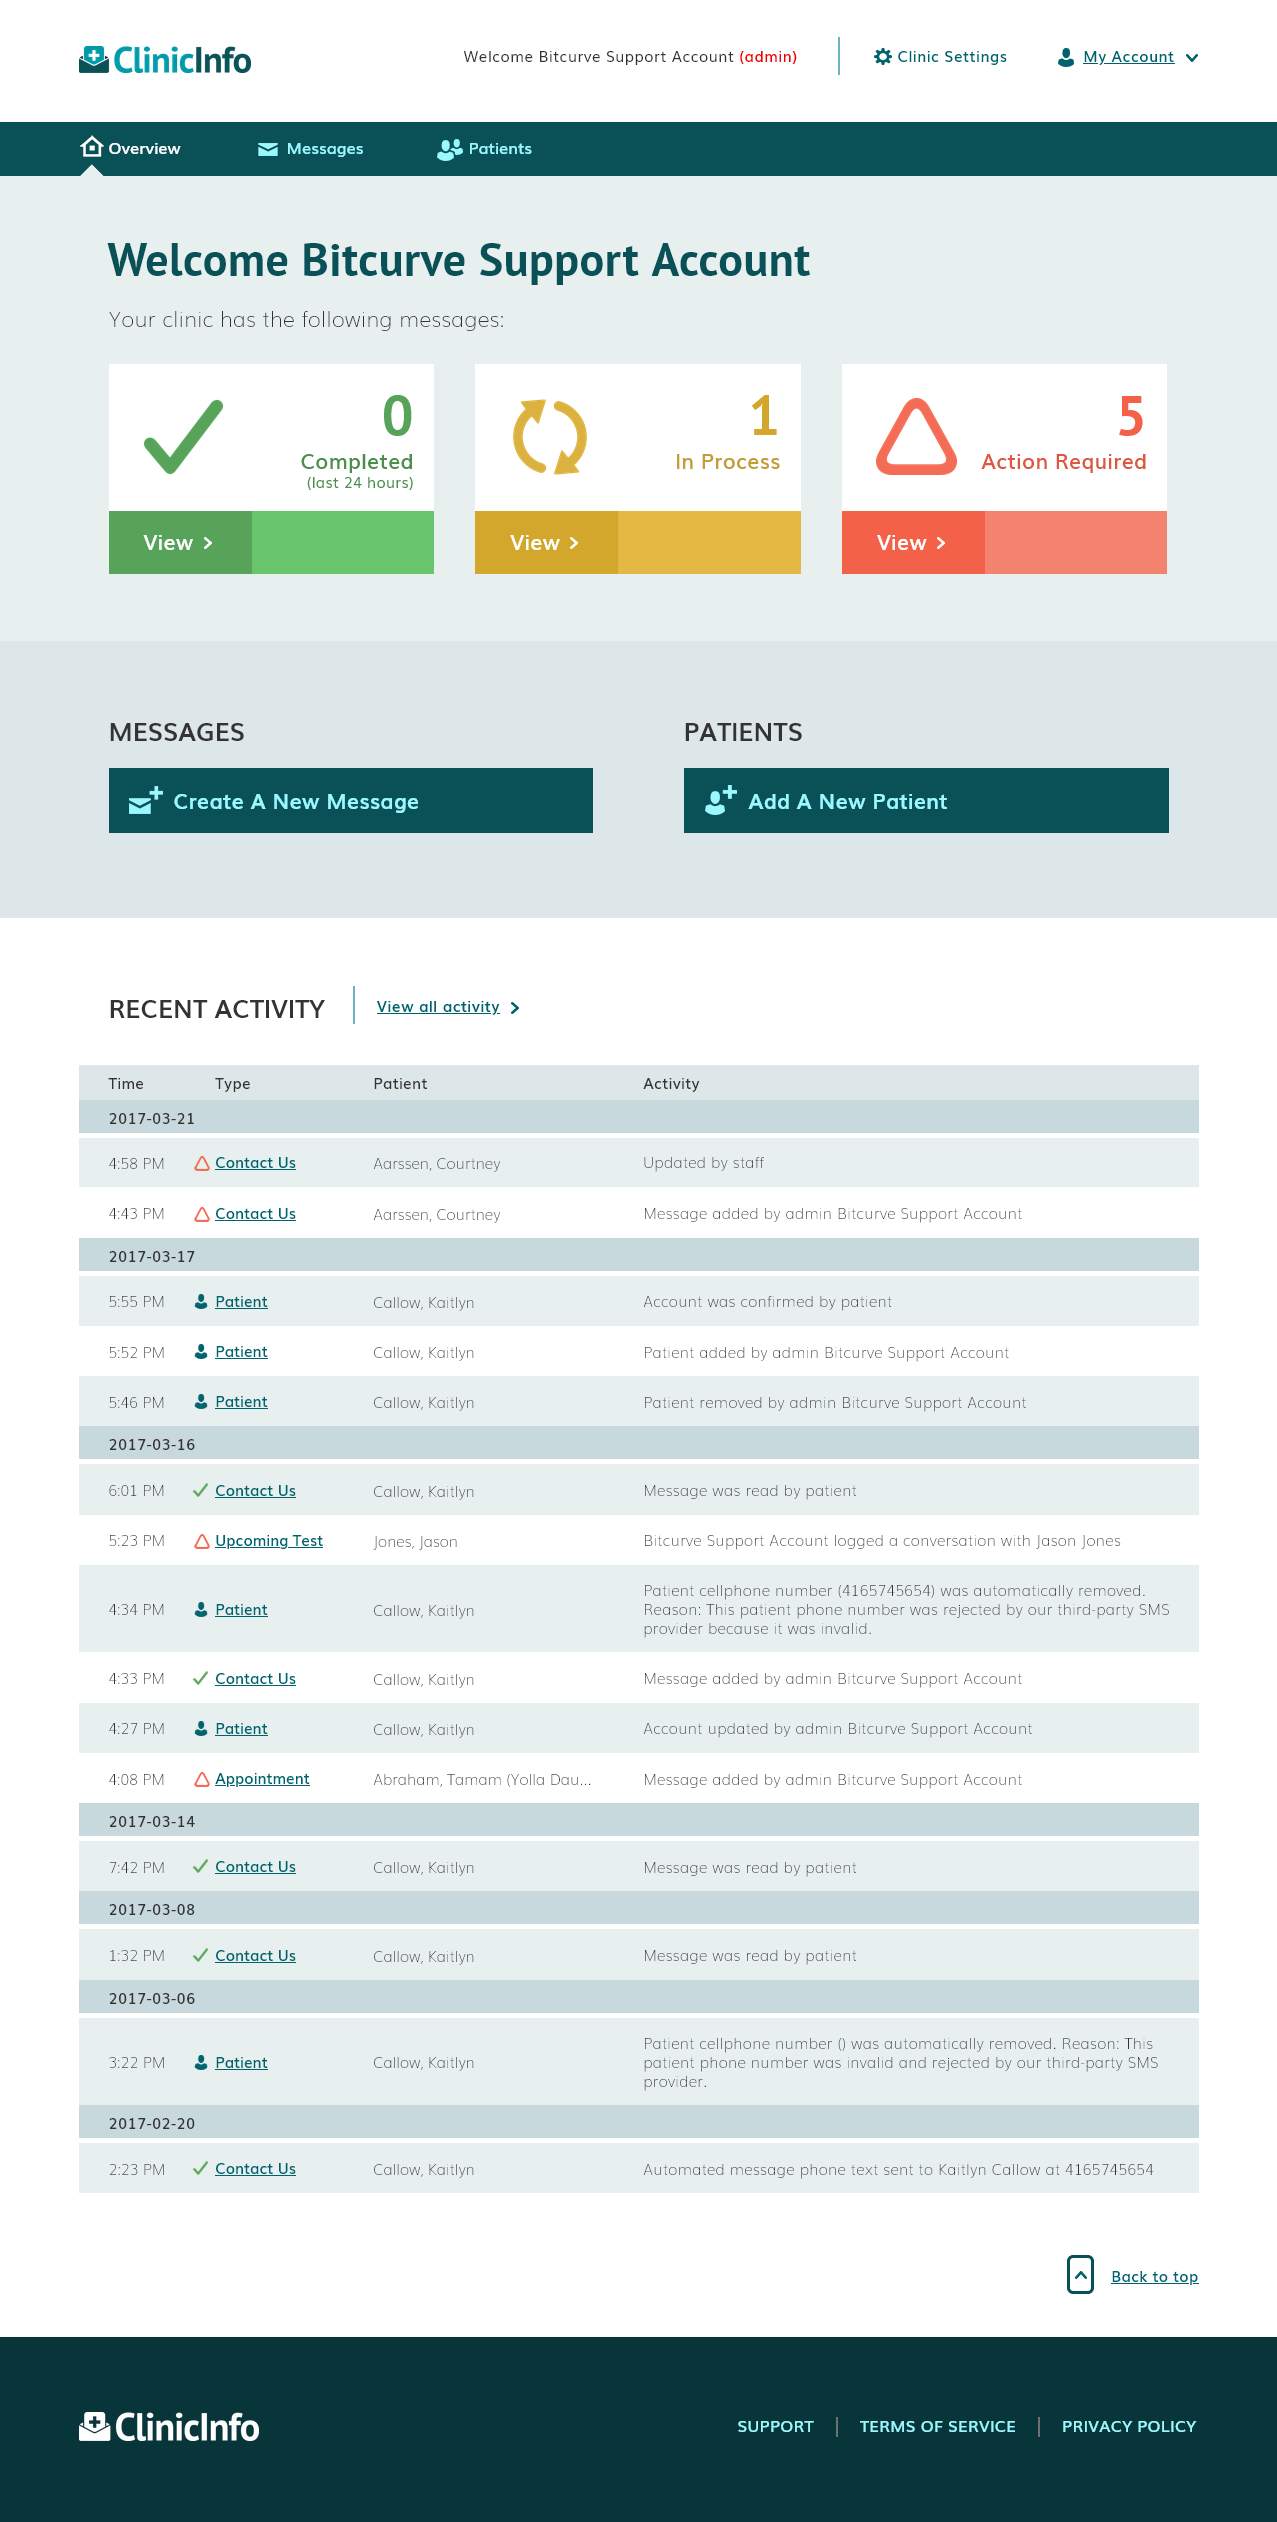 ClinicInfo
Welcome Bitcurve Support Account (admin)
Clinic Settings
My Account
Overview
Messages
Patients
Welcome Bitcurve Support Account
Your clinic has the following messages:
0
Completed
(last 24 hours)
View
1
In Process
View
5
Action Required
View
MESSAGES
Create A New Message
PATIENTS
Add A New Patient
RECENT ACTIVITY
View all activity
Time Type Patient Activity
2017-03-21
4:58 PM Contact Us Aarssen, Courtney Updated by staff
4:43 PM Contact Us Aarssen, Courtney Message added by admin Bitcurve Support Account
2017-03-17
5:55 PM Patient Callow, Kaitlyn Account was confirmed by patient
5:52 PM Patient Callow, Kaitlyn Patient added by admin Bitcurve Support Account
5:46 PM Patient Callow, Kaitlyn Patient removed by admin Bitcurve Support Account
2017-03-16
6:01 PM Contact Us Callow, Kaitlyn Message was read by patient
5:23 PM Upcoming Test Jones, Jason Bitcurve Support Account logged a conversation with Jason Jones
4:34 PM Patient Callow, Kaitlyn Patient cellphone number (4165745654) was automatically removed.
Reason: This patient phone number was rejected by our third-party SMS
provider because it was invalid.
4:33 PM Contact Us Callow, Kaitlyn Message added by admin Bitcurve Support Account
4:27 PM Patient Callow, Kaitlyn Account updated by admin Bitcurve Support Account
4:08 PM Appointment Abraham, Tamam (Yolla Dau... Message added by admin Bitcurve Support Account
2017-03-14
7:42 PM Contact Us Callow, Kaitlyn Message was read by patient
2017-03-08
1:32 PM Contact Us Callow, Kaitlyn Message was read by patient
2017-03-06
3:22 PM Patient Callow, Kaitlyn Patient cellphone number () was automatically removed. Reason: This
patient phone number was invalid and rejected by our third-party SMS
provider.
2017-02-20
2:23 PM Contact Us Callow, Kaitlyn Automated message phone text sent to Kaitlyn Callow at 4165745654
Back to top
ClinicInfo
SUPPORT
TERMS OF SERVICE
PRIVACY POLICY